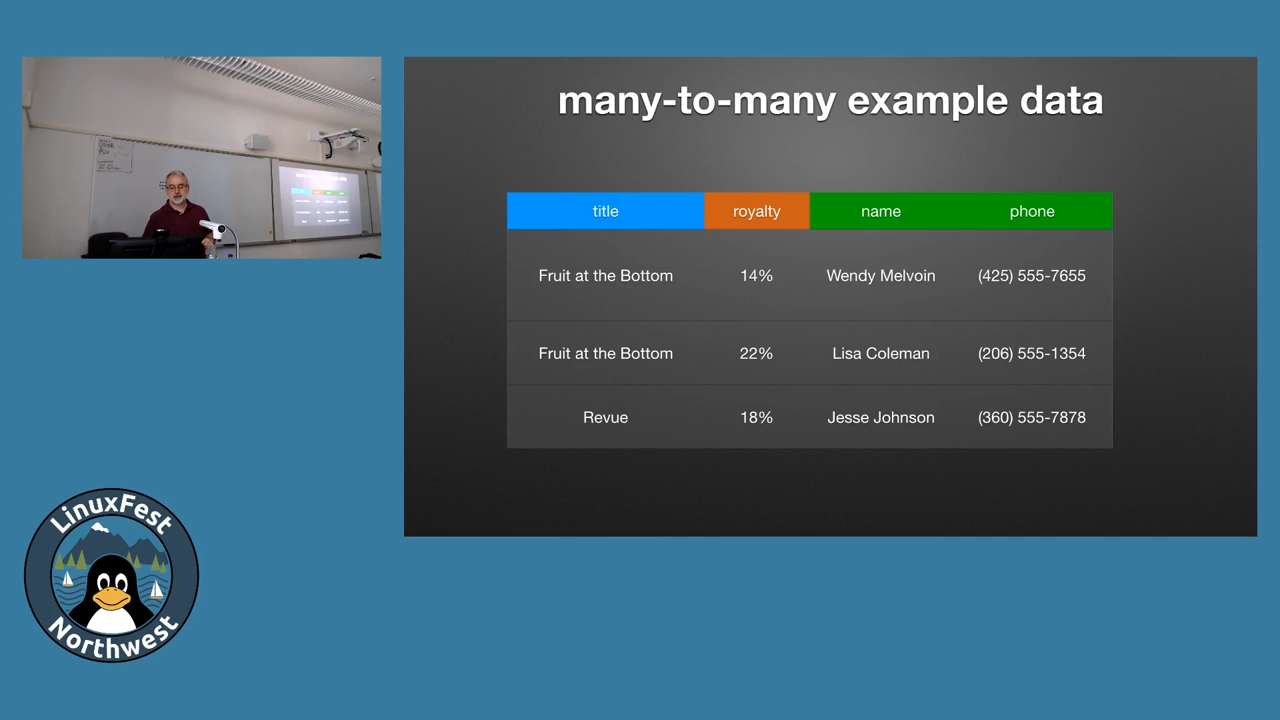 many-to-many example data
title royalty name phone
Fruit at the Bottom 14% Wendy Melvoin (425) 555-7655
Fruit at the Bottom 22% Lisa Coleman (206) 555-1354
Revue 18% Jesse Johnson (360) 555-7878
LinuxFest
Northwest